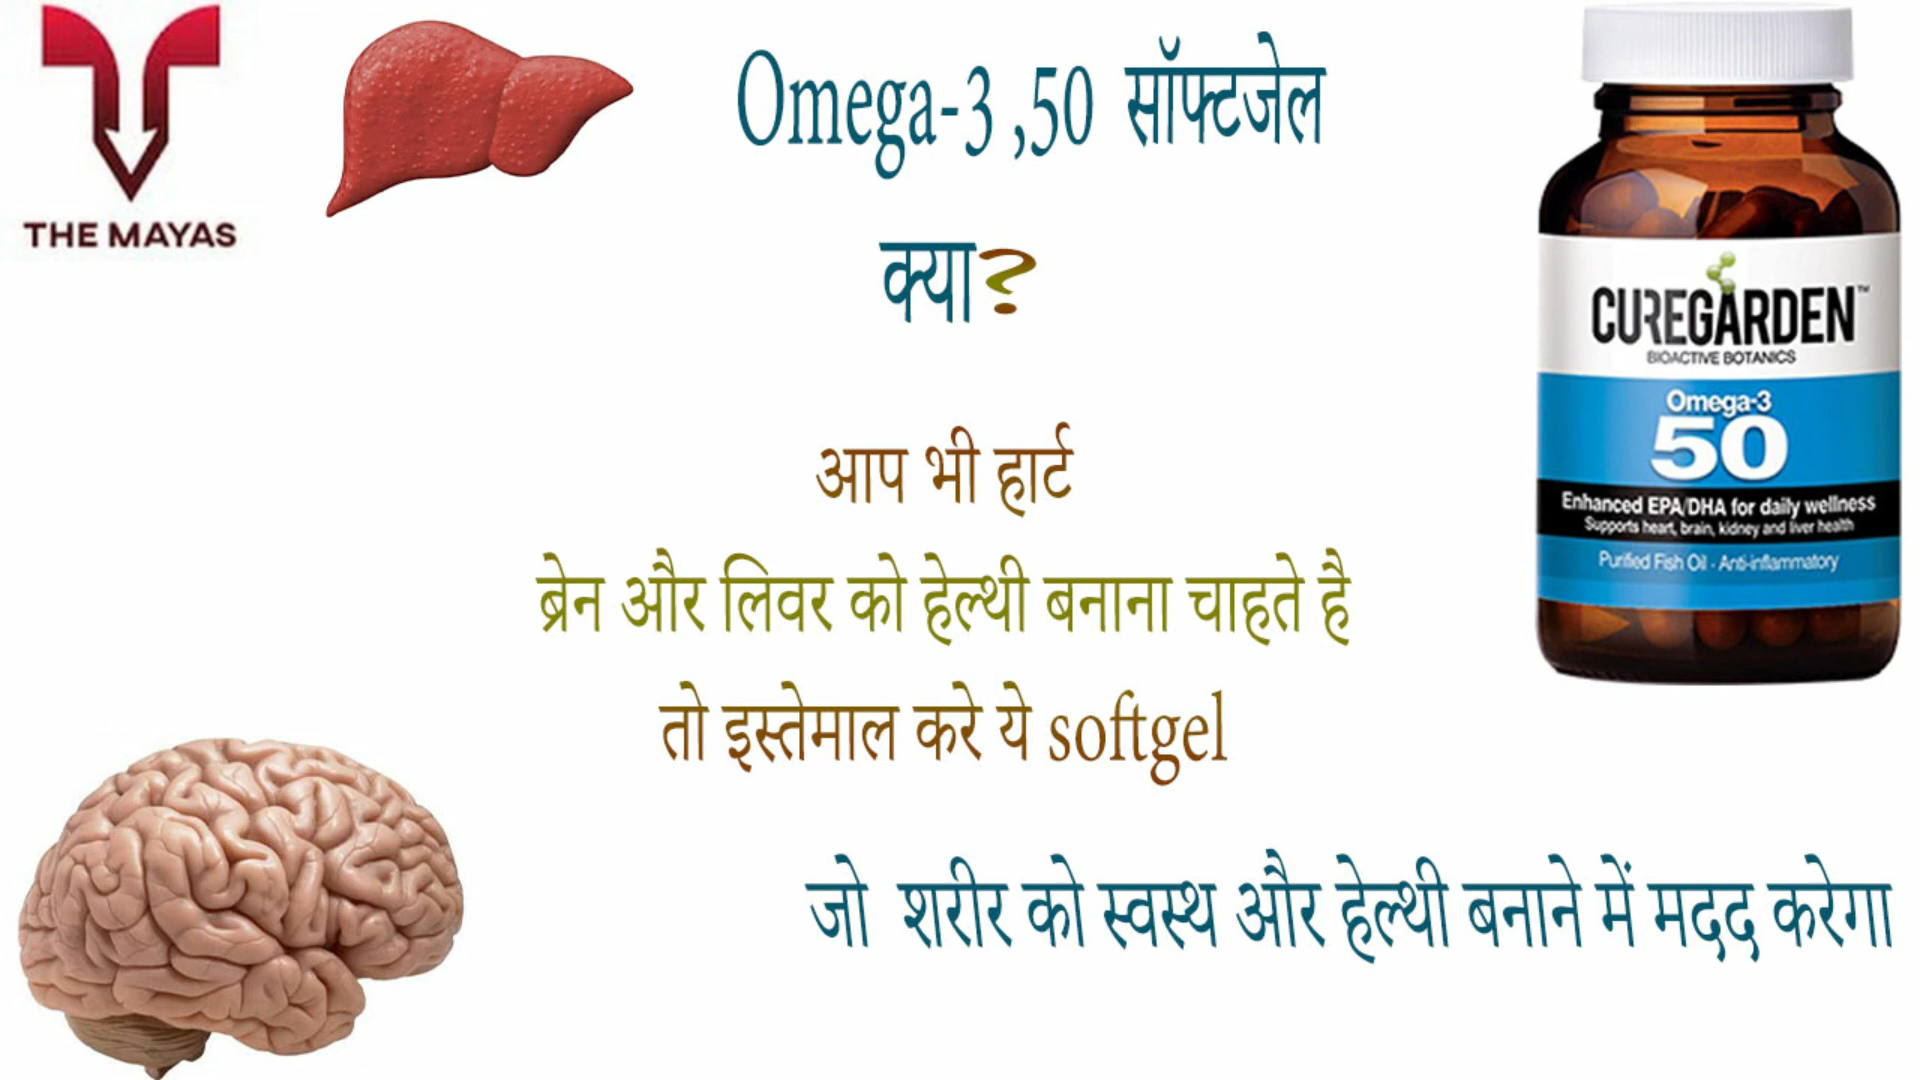 THE MAYAS
Omega-3 ,50 सॉफ्टजेल
क्या?
आप भी हार्ट
ब्रेन और लिवर को हेल्थी बनाना चाहते है
तो इस्तेमाल करे ये softgel
जो शरीर को स्वस्थ और हेल्थी बनाने में मदद करेगा
CUREGARDEN™
BIOACTIVE BOTANICS
Omega-3
50
Enhanced EPA/DHA for daily wellness
Supports heart, brain, kidney and liver health
Purified Fish Oil - Anti-inflammatory